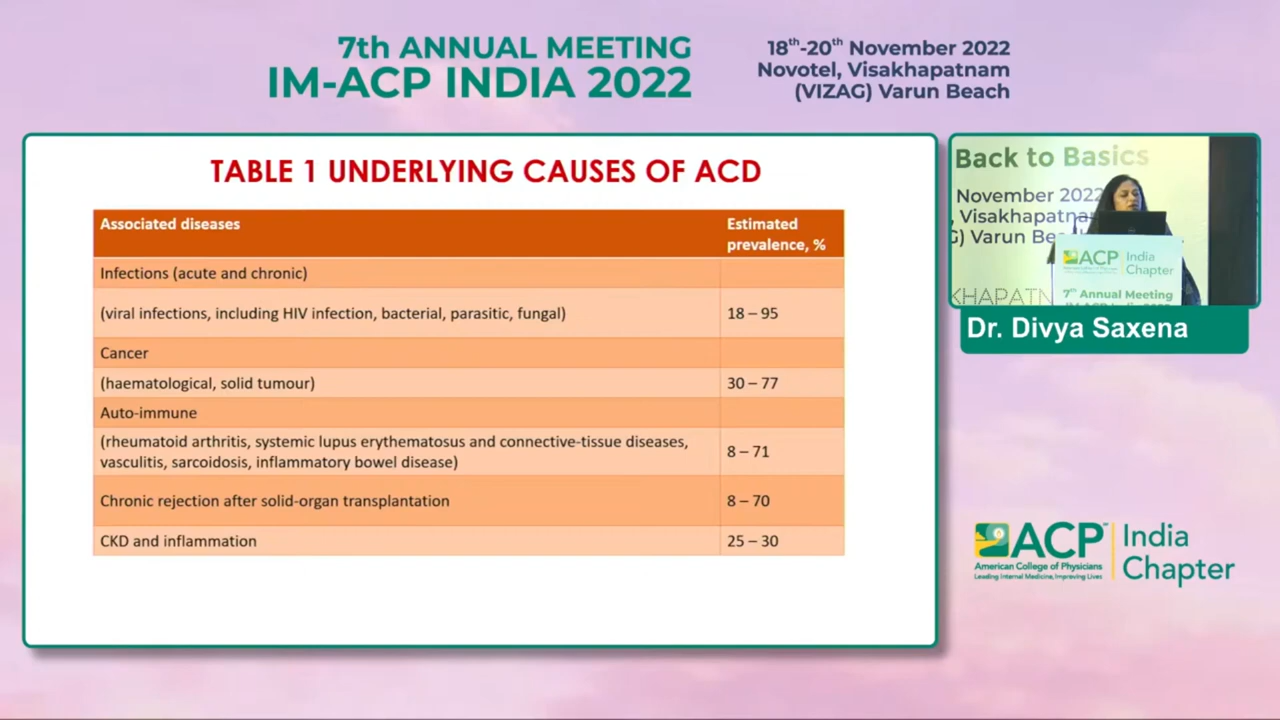 7th ANNUAL MEETING
IM-ACP INDIA 2022
18th-20th November 2022
Novotel, Visakhapatnam
(VIZAG) Varun Beach
TABLE 1 UNDERLYING CAUSES OF ACD
Associated diseases
Estimated prevalence, %
Infections (acute and chronic)
(viral infections, including HIV infection, bacterial, parasitic, fungal)
18 – 95
Cancer
(haematological, solid tumour)
30 – 77
Auto-immune
(rheumatoid arthritis, systemic lupus erythematosus and connective-tissue diseases,
vasculitis, sarcoidosis, inflammatory bowel disease)
8 – 71
Chronic rejection after solid-organ transplantation
8 – 70
CKD and inflammation
25 – 30
Back to Basics
November 2022
Visakhapatna
G) Varun Be
KHAPATN
ACP India
Chapter
7th Annual Meeting
Dr. Divya Saxena
ACP
American College of Physicians
Leading Internal Medicine, Improving Lives
India
Chapter